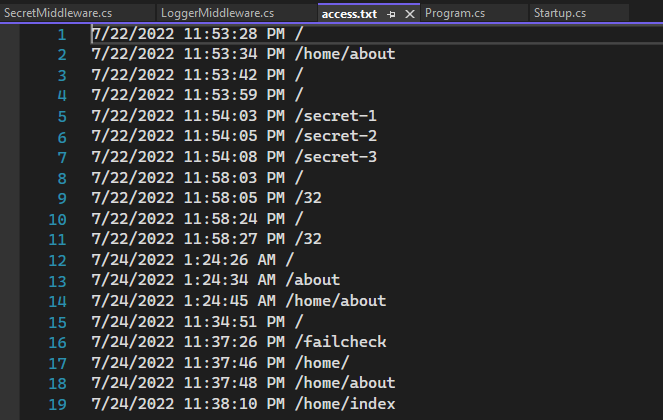 SecretMiddleware.cs LoggerMiddleware.cs access.txt Program.cs Startup.cs
1 7/22/2022 11:53:28 PM /
2 7/22/2022 11:53:34 PM /home/about
3 7/22/2022 11:53:42 PM /
4 7/22/2022 11:53:59 PM /
5 7/22/2022 11:54:03 PM /secret-1
6 7/22/2022 11:54:05 PM /secret-2
7 7/22/2022 11:54:08 PM /secret-3
8 7/22/2022 11:58:03 PM /
9 7/22/2022 11:58:05 PM /32
10 7/22/2022 11:58:24 PM /
11 7/22/2022 11:58:27 PM /32
12 7/24/2022 1:24:26 AM /
13 7/24/2022 1:24:34 AM /about
14 7/24/2022 1:24:45 AM /home/about
15 7/24/2022 11:34:51 PM /
16 7/24/2022 11:37:26 PM /failcheck
17 7/24/2022 11:37:46 PM /home/
18 7/24/2022 11:37:48 PM /home/about
19 7/24/2022 11:38:10 PM /home/index